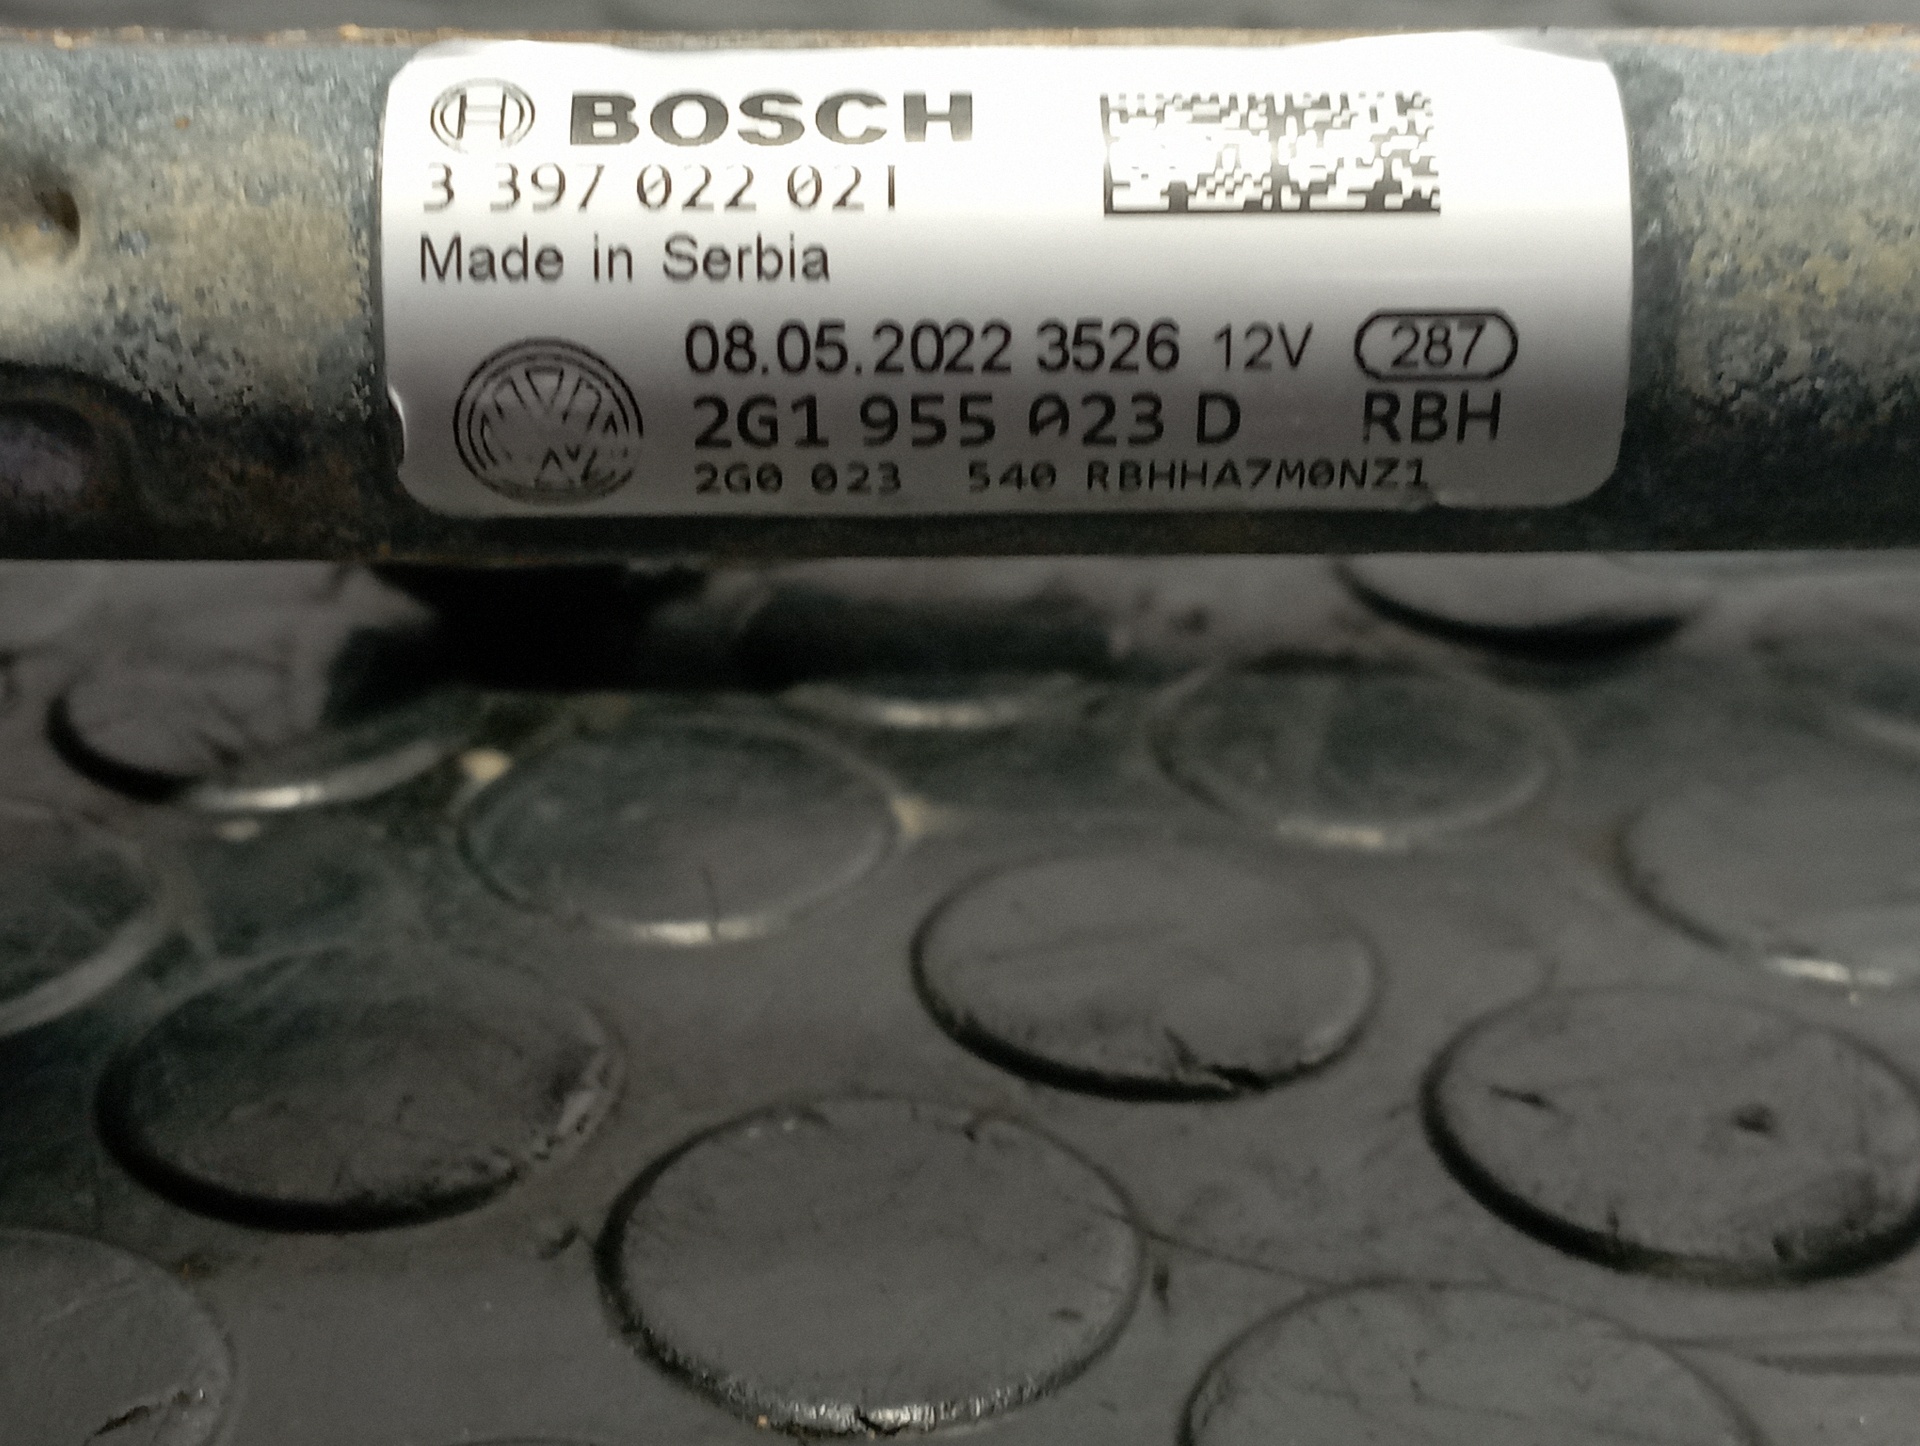 BOSCH
3 397 022 021
Made in Serbia
08.05.2022 3526 12V 287
2G1 955 023 D RBH
2G0 023 540 RBHHA7M0NZ1